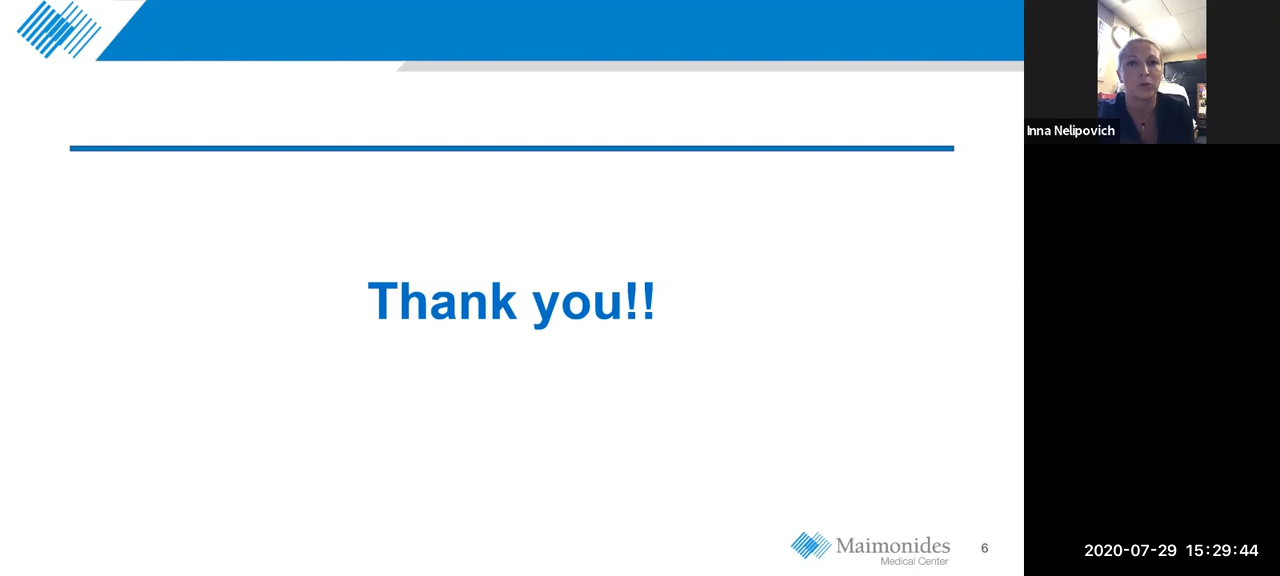 Inna Nelipovich
Thank you!!
Maimonides
Medical Center
6
2020-07-29 15:29:44